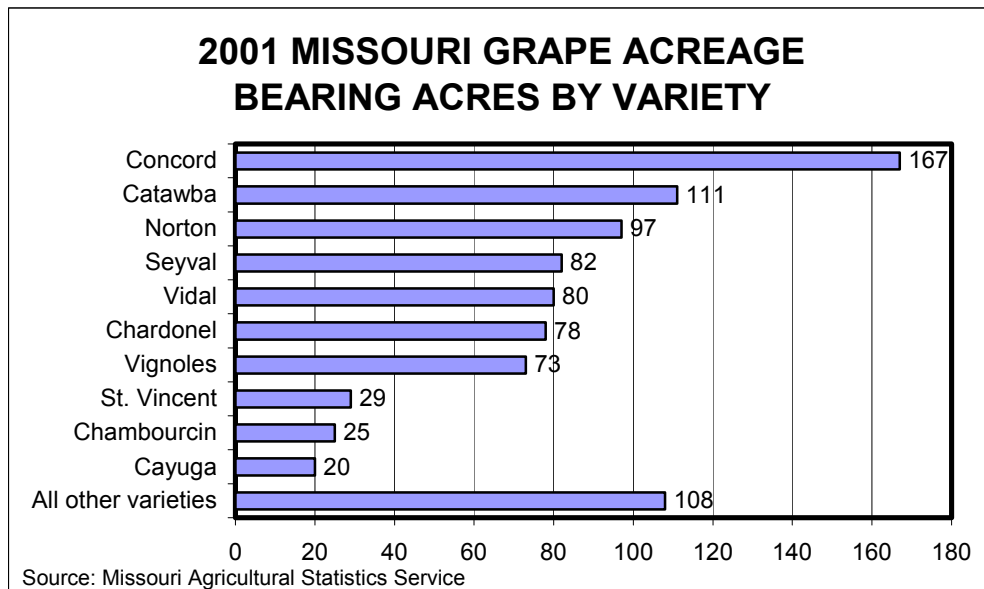 2001 MISSOURI GRAPE ACREAGE
BEARING ACRES BY VARIETY
Concord 167
Catawba 111
Norton 97
Seyval 82
Vidal 80
Chardonel 78
Vignoles 73
St. Vincent 29
Chambourcin 25
Cayuga 20
All other varieties 108
0 20 40 60 80 100 120 140 160 180
Source: Missouri Agricultural Statistics Service